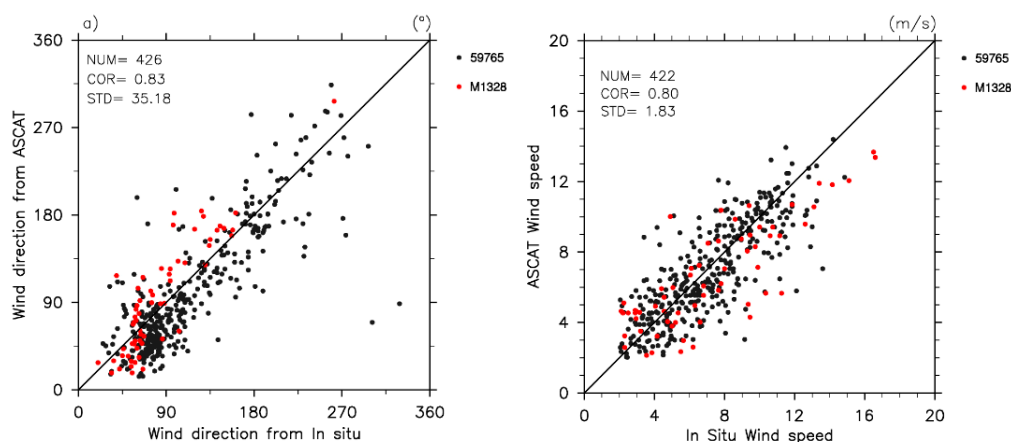 a) (°)
360
NUM= 426
COR= 0.83
STD= 35.18
270
180
90
0
Wind direction from ASCAT
0 90 180 270 360
Wind direction from In situ
59765
M1328
(m/s)
20
NUM= 422
COR= 0.80
STD= 1.83
16
12
8
4
0
ASCAT Wind speed
0 4 8 12 16 20
In Situ Wind speed
59765
M1328